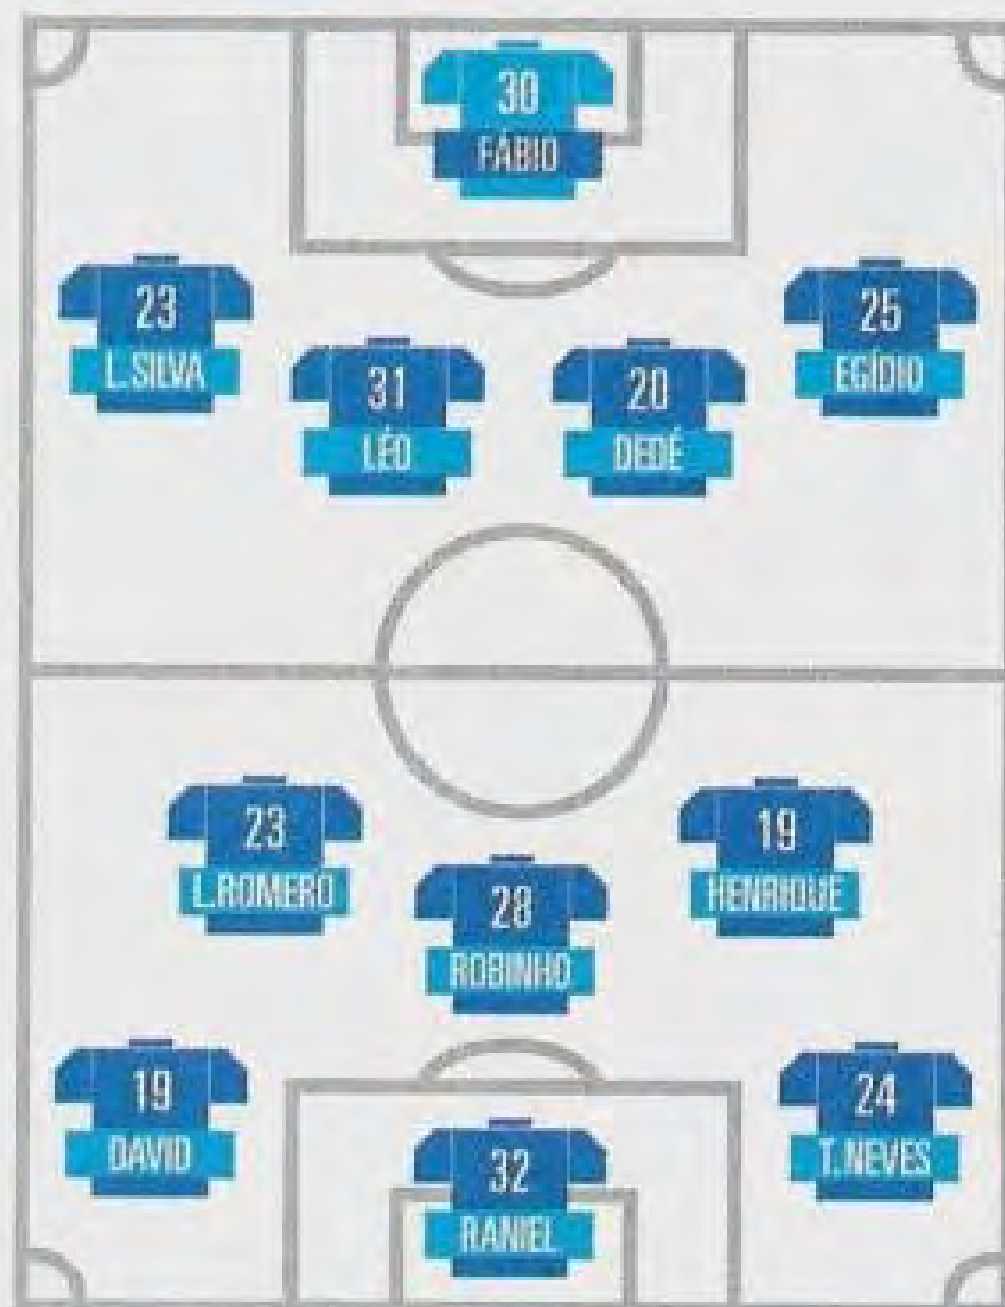 30
FÁBIO
23
L.SILVA
31
LÉO
20
DEDÉ
25
EGÍDIO
23
L.ROMERO
28
ROBINHO
19
HENRIQUE
19
DAVID
32
RANIEL
24
T.NEVES